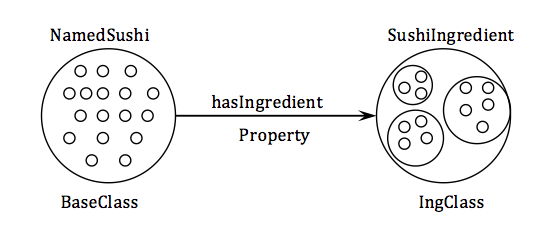 NamedSushi
SushiIngredient
hasIngredient
Property
BaseClass
IngClass